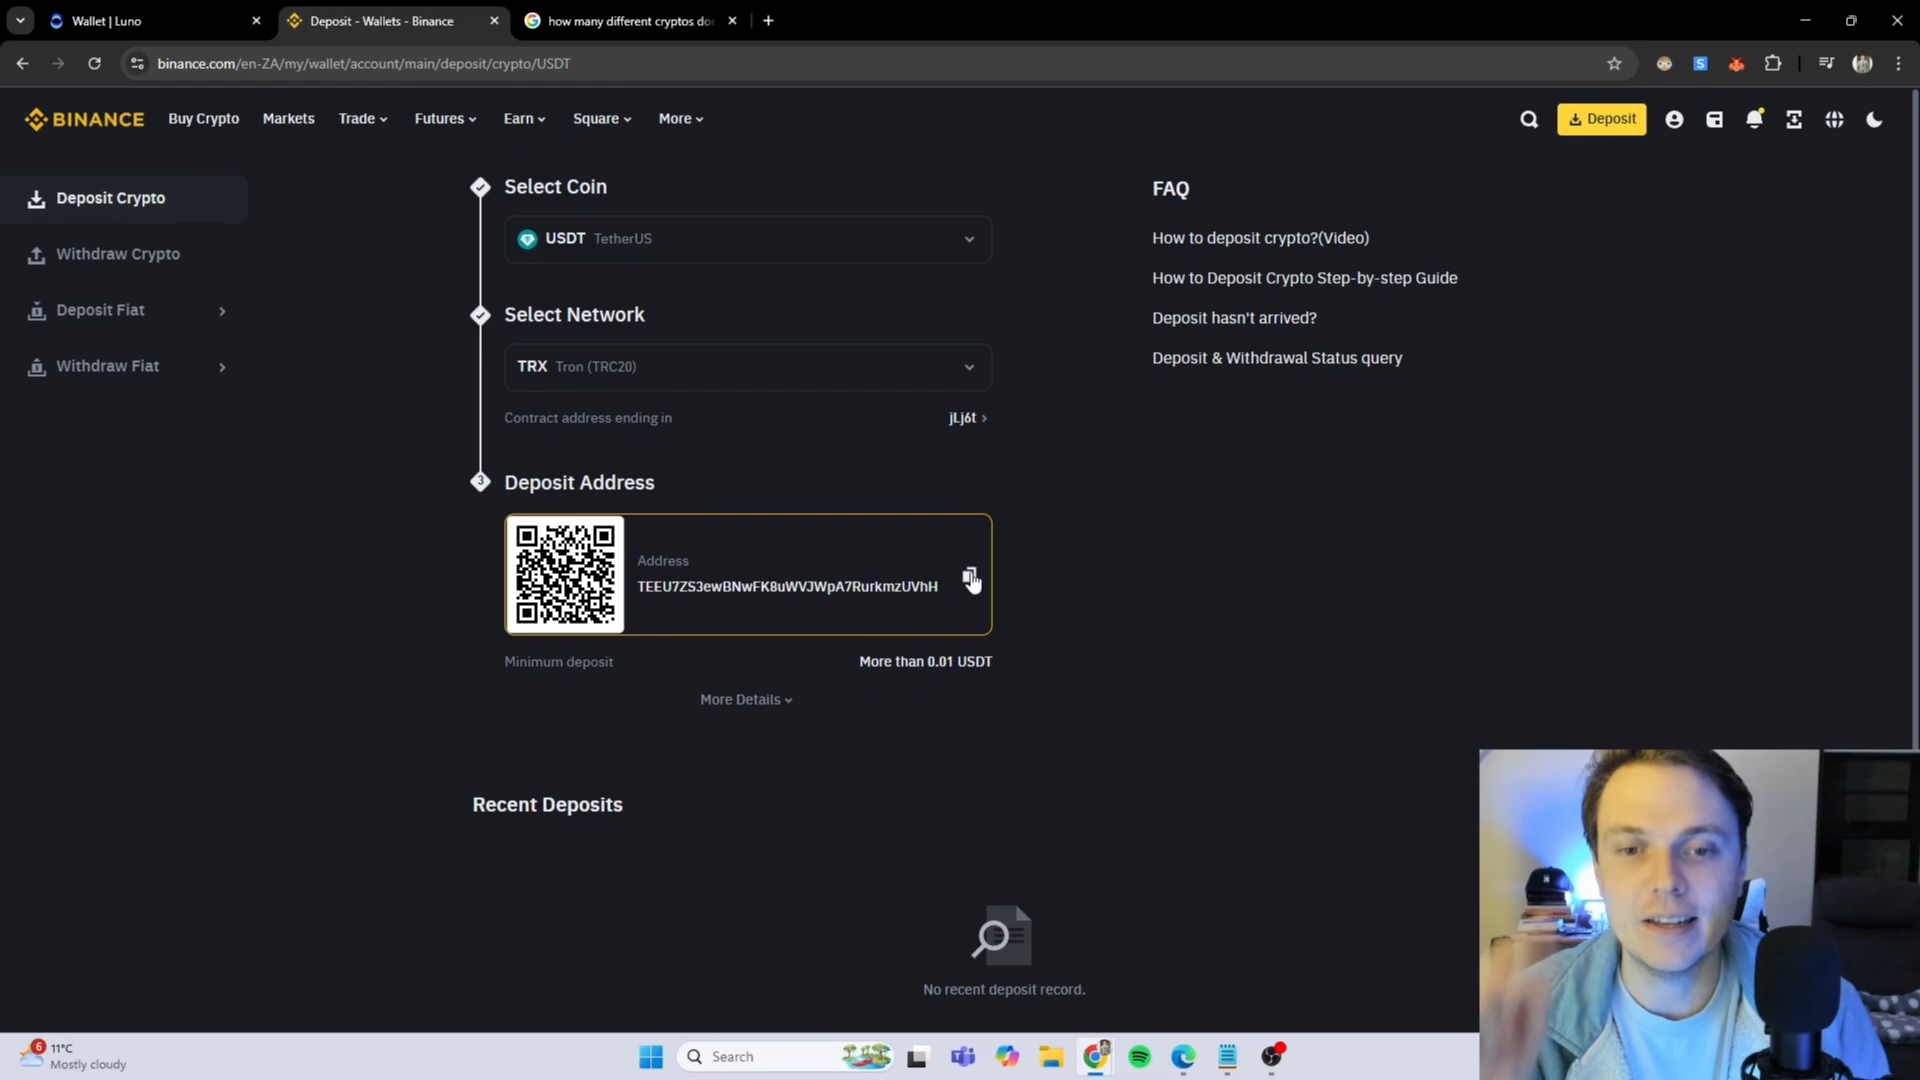 Wallet | Luno
Deposit - Wallets - Binance
how many different cryptos do
binance.com/en-ZA/my/wallet/account/main/deposit/crypto/USDT
BINANCE
Buy Crypto
Markets
Trade
Futures
Earn
Square
More
Deposit
Deposit Crypto
Withdraw Crypto
Deposit Fiat
Withdraw Fiat
Select Coin
USDT TetherUS
Select Network
TRX Tron (TRC20)
Contract address ending in jLj6t
3 Deposit Address
Address
TEEU7ZS3ewBNwFK8uWVJWpA7RurkmzUVhH
Minimum deposit More than 0.01 USDT
More Details
FAQ
How to deposit crypto?(Video)
How to Deposit Crypto Step-by-step Guide
Deposit hasn't arrived?
Deposit & Withdrawal Status query
Recent Deposits
No recent deposit record.
6
11°C
Mostly cloudy
Search